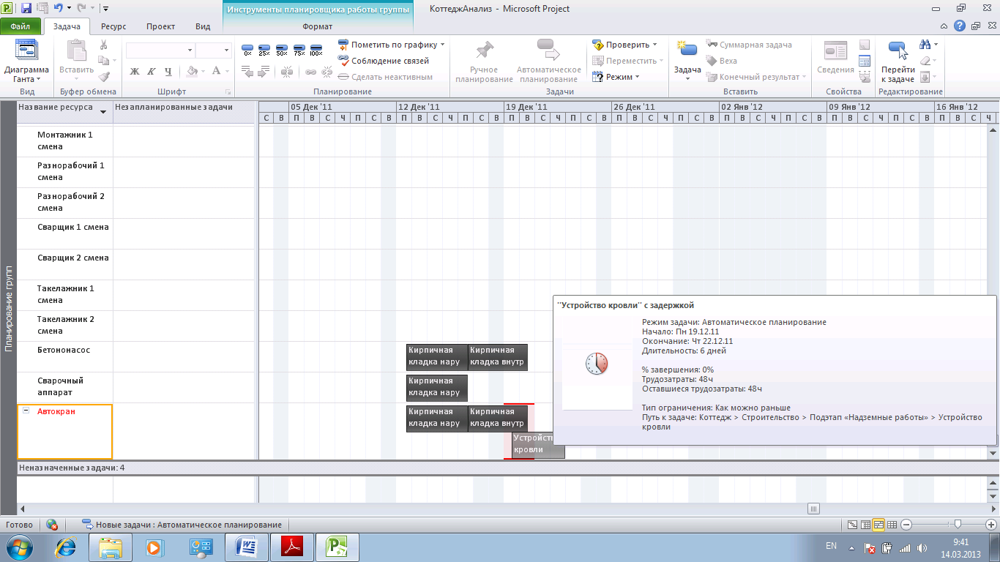 Инструменты планировщика работы группы
КоттеджАнализ - Microsoft Project
Файл Задача Ресурс Проект Вид Формат
Диаграмма Ганта
Вид
Вставить
Буфер обмена
Ж К Ч А
Шрифт
0% 25% 50% 75% 100%
Пометить по графику
Соблюдение связей
Сделать неактивным
Планирование
Ручное планирование
Автоматическое планирование
Проверить
Переместить
Режим
Задачи
Задача
Суммарная задача
Веха
Конечный результат
Вставить
Сведения
Свойства
Перейти к задаче
Редактирование
Название ресурса Незапланированные задачи
05 Дек '11 12 Дек '11 19 Дек '11 26 Дек '11 02 Янв '12 09 Янв '12 16 Янв '12
С В П В С Ч П С В П В С Ч П С В П В С Ч П С В П В С Ч П С В П В С Ч П С В П В С Ч П С В П В С Ч
Планирование групп
Монтажник 1 смена
Разнорабочий 1 смена
Разнорабочий 2 смена
Сварщик 1 смена
Сварщик 2 смена
Такелажник 1 смена
Такелажник 2 смена
Бетононасос
Кирпичная кладка нару
Кирпичная кладка внутр
Сварочный аппарат
Кирпичная кладка нару
Автокран
Кирпичная кладка нару
Кирпичная кладка внутр
Устройств кровли
"Устройство кровли" с задержкой
Режим задачи: Автоматическое планирование
Начало: Пн 19.12.11
Окончание: Чт 22.12.11
Длительность: 6 дней
% завершения: 0%
Трудозатраты: 48ч
Оставшиеся трудозатраты: 48ч
Тип ограничения: Как можно раньше
Путь к задаче: Коттедж > Строительство > Подэтап «Надземные работы» > Устройство
кровли
Неназначенные задачи: 4
Готово
Новые задачи : Автоматическое планирование
EN
9:41
14.03.2013